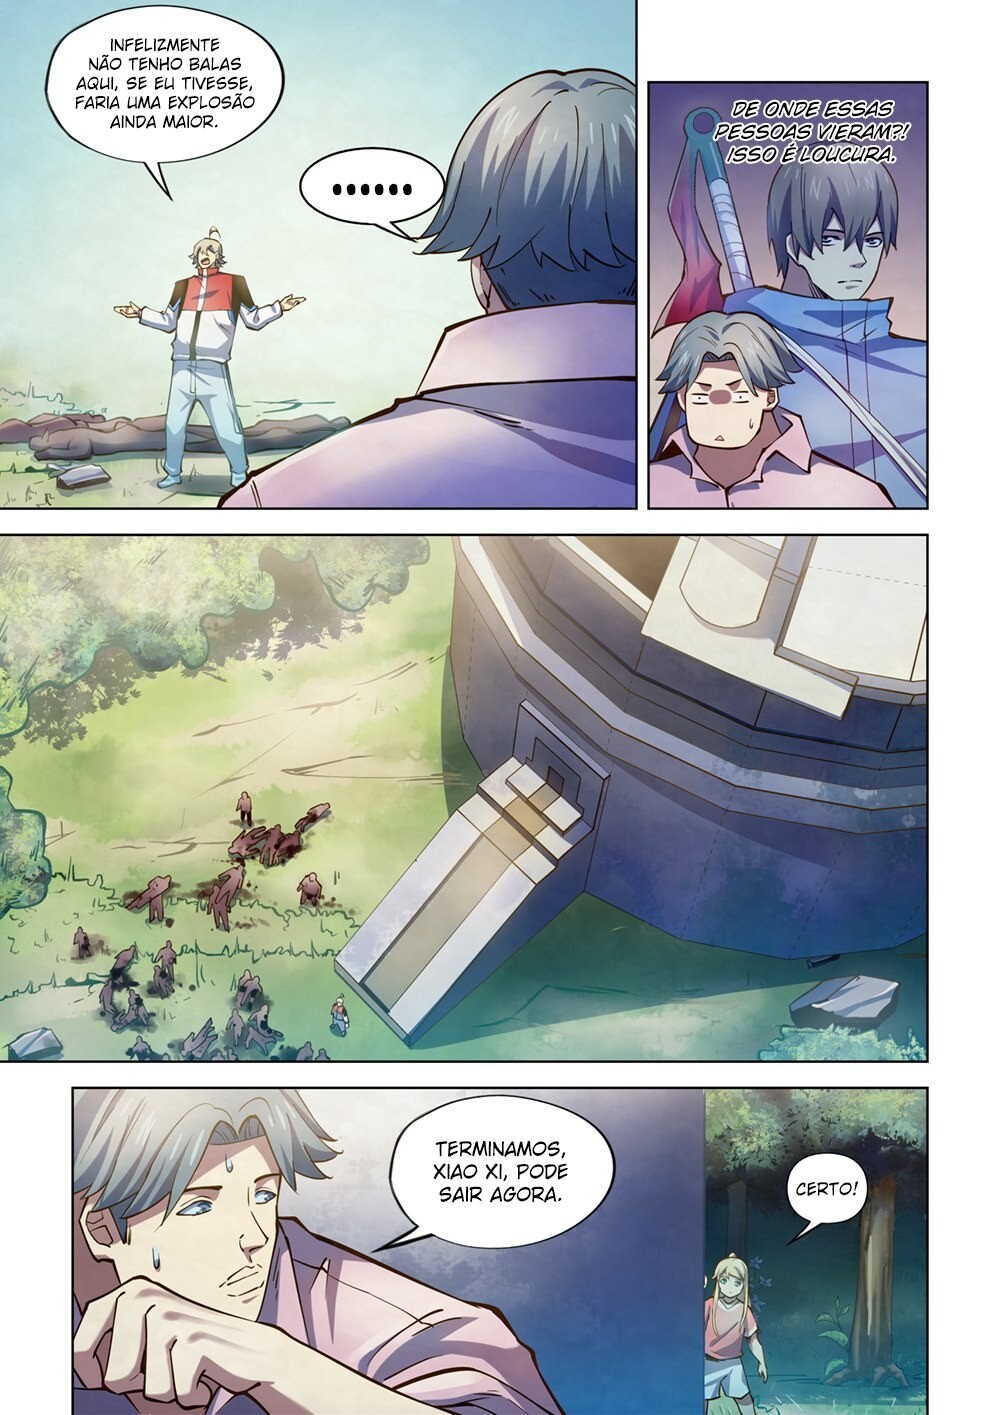 INFELIZMENTE
NÃO TENHO BALAS
AQUI, SE EU TIVESSE,
FARIA UMA EXPLOSÃO
AINDA MAIOR.
......
DE ONDE ESSAS
PESSOAS VIERAM?!
ISSO É LOUCURA.
TERMINAMOS,
XIAO XI, PODE
SAIR AGORA.
CERTO!